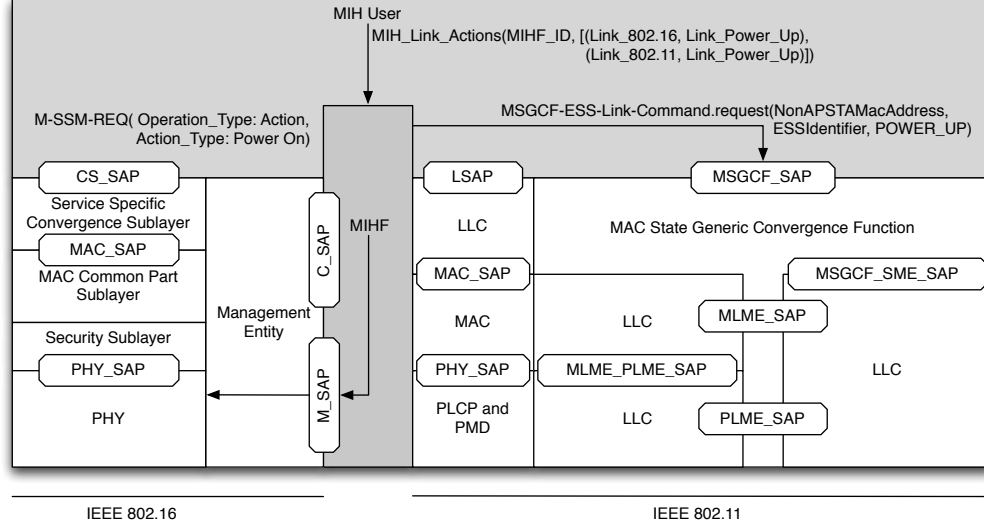 MIH User
MIH_Link_Actions(MIHF_ID, [(Link_802.16, Link_Power_Up),
(Link_802.11, Link_Power_Up)])
M-SSM-REQ( Operation_Type: Action,
Action_Type: Power On)
MSGCF-ESS-Link-Command.request(NonAPSTAMacAddress,
ESSIdentifier, POWER_UP)
CS_SAP
Service Specific
Convergence Sublayer
MAC_SAP
MAC Common Part
Sublayer
Security Sublayer
PHY_SAP
PHY
Management
Entity
C_SAP
M_SAP
MIHF
LSAP
LLC
MAC_SAP
MAC
PHY_SAP
PLCP and
PMD
MSGCF_SAP
MAC State Generic Convergence Function
MSGCF_SME_SAP
MLME_SAP
LLC
MLME_PLME_SAP
LLC
PLME_SAP
LLC
IEEE 802.16
IEEE 802.11